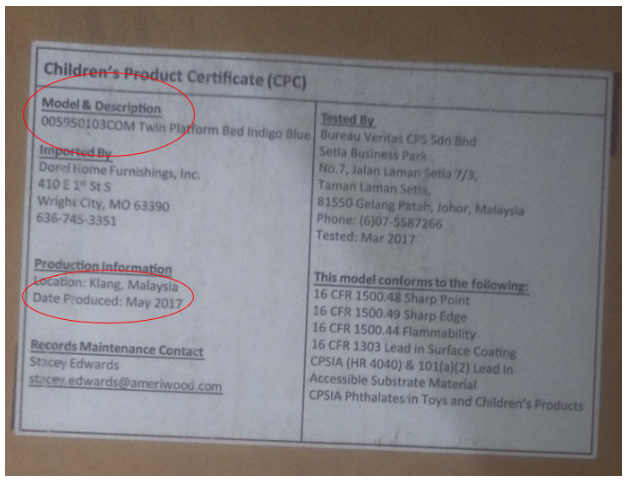 Children's Product Certificate (CPC)
Model & Description
005950103COM Twin Platform Bed Indigo Blue
Imported By
Dorel Home Furnishings, Inc.
410 E 1st St S
Wright City, MO 63390
636-745-3351
Production Information
Location: Klang, Malaysia
Date Produced: May 2017
Records Maintenance Contact
Stacey Edwards
stacey.edwards@ameriwood.com
Tested By
Bureau Veritas CPS Sdn Bhd
Setia Business Park
No.7, Jalan Laman Setia 7/3,
Taman Laman Setia,
81550 Gelang Patah, Johor, Malaysia
Phone: (6)07-5587266
Tested: Mar 2017
This model conforms to the following:
16 CFR 1500.48 Sharp Point
16 CFR 1500.49 Sharp Edge
16 CFR 1500.44 Flammability
16 CFR 1303 Lead in Surface Coating
CPSIA (HR 4040) & 101(a)(2) Lead in
Accessible Substrate Material
CPSIA Phthalates in Toys and Children's Products